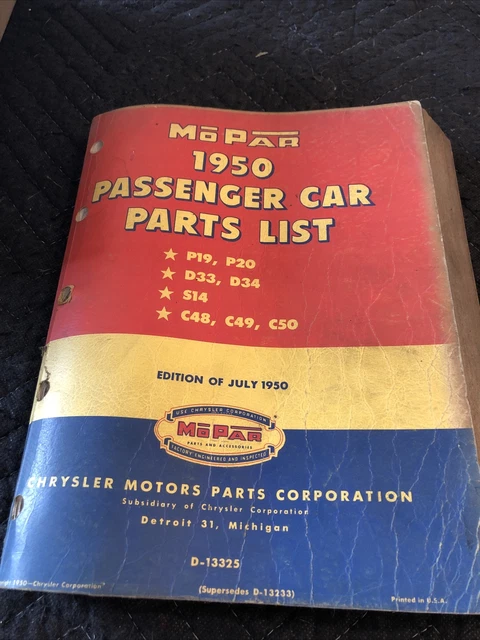 MOPAR
1950
PASSENGER CAR
PARTS LIST
★ P19, P20
★ D33, D34
★ S14
★ C48, C49, C50
EDITION OF JULY 1950
USE CHRYSLER CORPORATION
MOPAR
PARTS AND ACCESSORIES
FACTORY ENGINEERED AND INSPECTED
CHRYSLER MOTORS PARTS CORPORATION
Subsidiary of Chrysler Corporation
Detroit 31, Michigan
D-13325
1950—Chrysler Corporation
(Supersedes D-13233)
Printed in U.S.A.